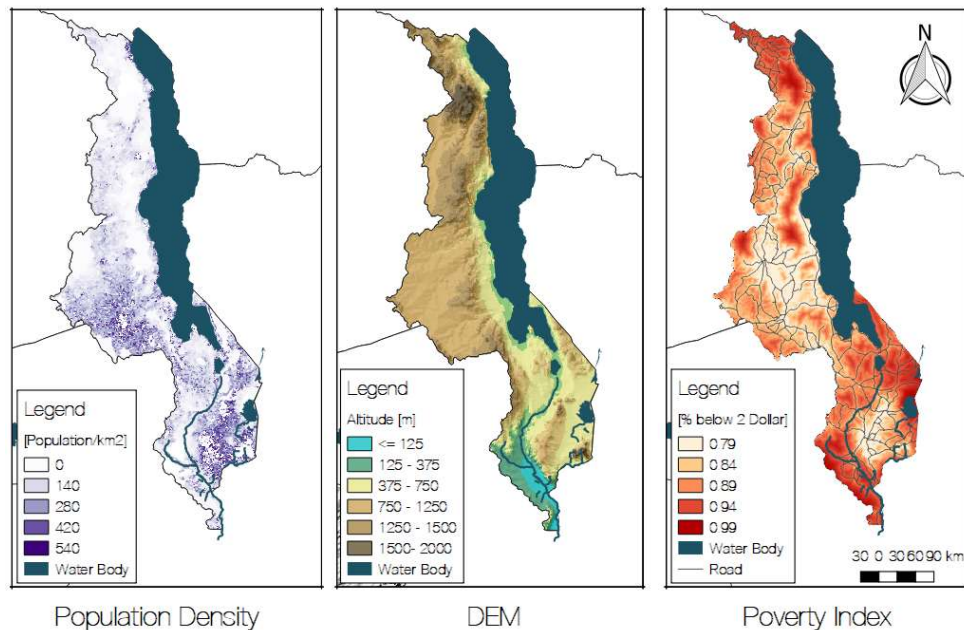 Legend
[Population/km2]
0
140
280
420
540
Water Body
Population Density
Legend
Altitude [m]
<= 125
125 - 375
375 - 750
750 - 1250
1250 - 1500
1500- 2000
Water Body
DEM
N
Legend
[% below 2 Dollar]
0.79
0.84
0.89
0.94
0.99
Water Body
Road
30 0 30 60 90 km
Poverty Index